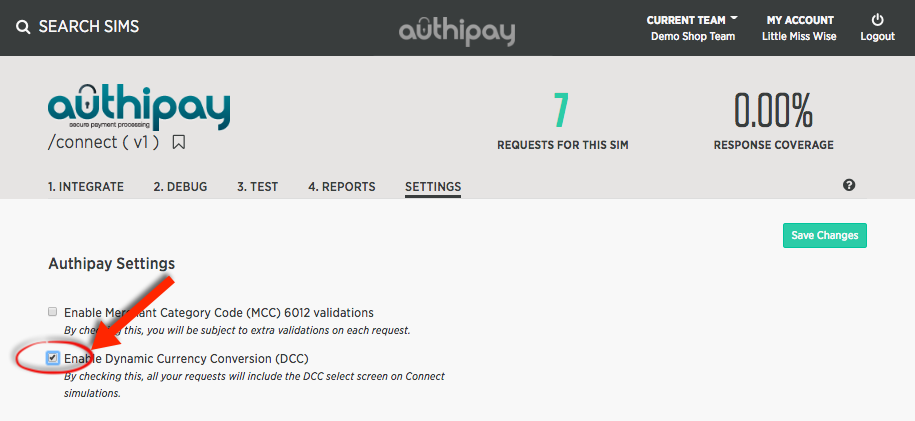 SEARCH SIMS
authipay
CURRENT TEAM
Demo Shop Team
MY ACCOUNT
Little Miss Wise
Logout
authipay
secure payment processing
/connect ( v1 )
7
REQUESTS FOR THIS SIM
0.00%
RESPONSE COVERAGE
1. INTEGRATE
2. DEBUG
3. TEST
4. REPORTS
SETTINGS
?
Save Changes
Authipay Settings
Enable Merchant Category Code (MCC) 6012 validations
By checking this, you will be subject to extra validations on each request.
Enable Dynamic Currency Conversion (DCC)
By checking this, all your requests will include the DCC select screen on Connect
simulations.